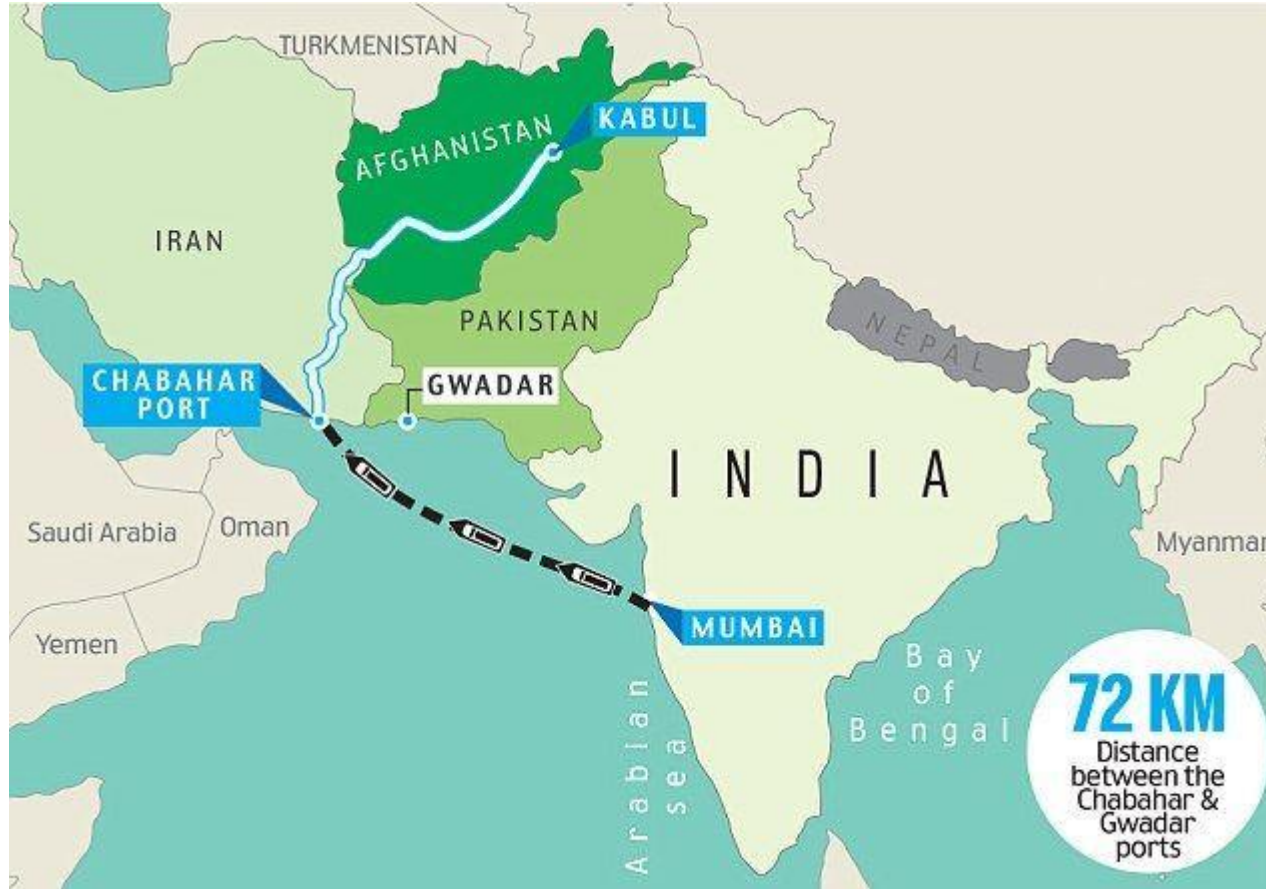 TURKMENISTAN
KABUL
AFGHANISTAN
IRAN
PAKISTAN
NEPAL
CHABAHAR
PORT
GWADAR
INDIA
Saudi Arabia
Oman
Myanmar
Yemen
MUMBAI
Arabian
sea
Bay
of
Bengal
72 KM
Distance
between the
Chabahar &
Gwadar
ports